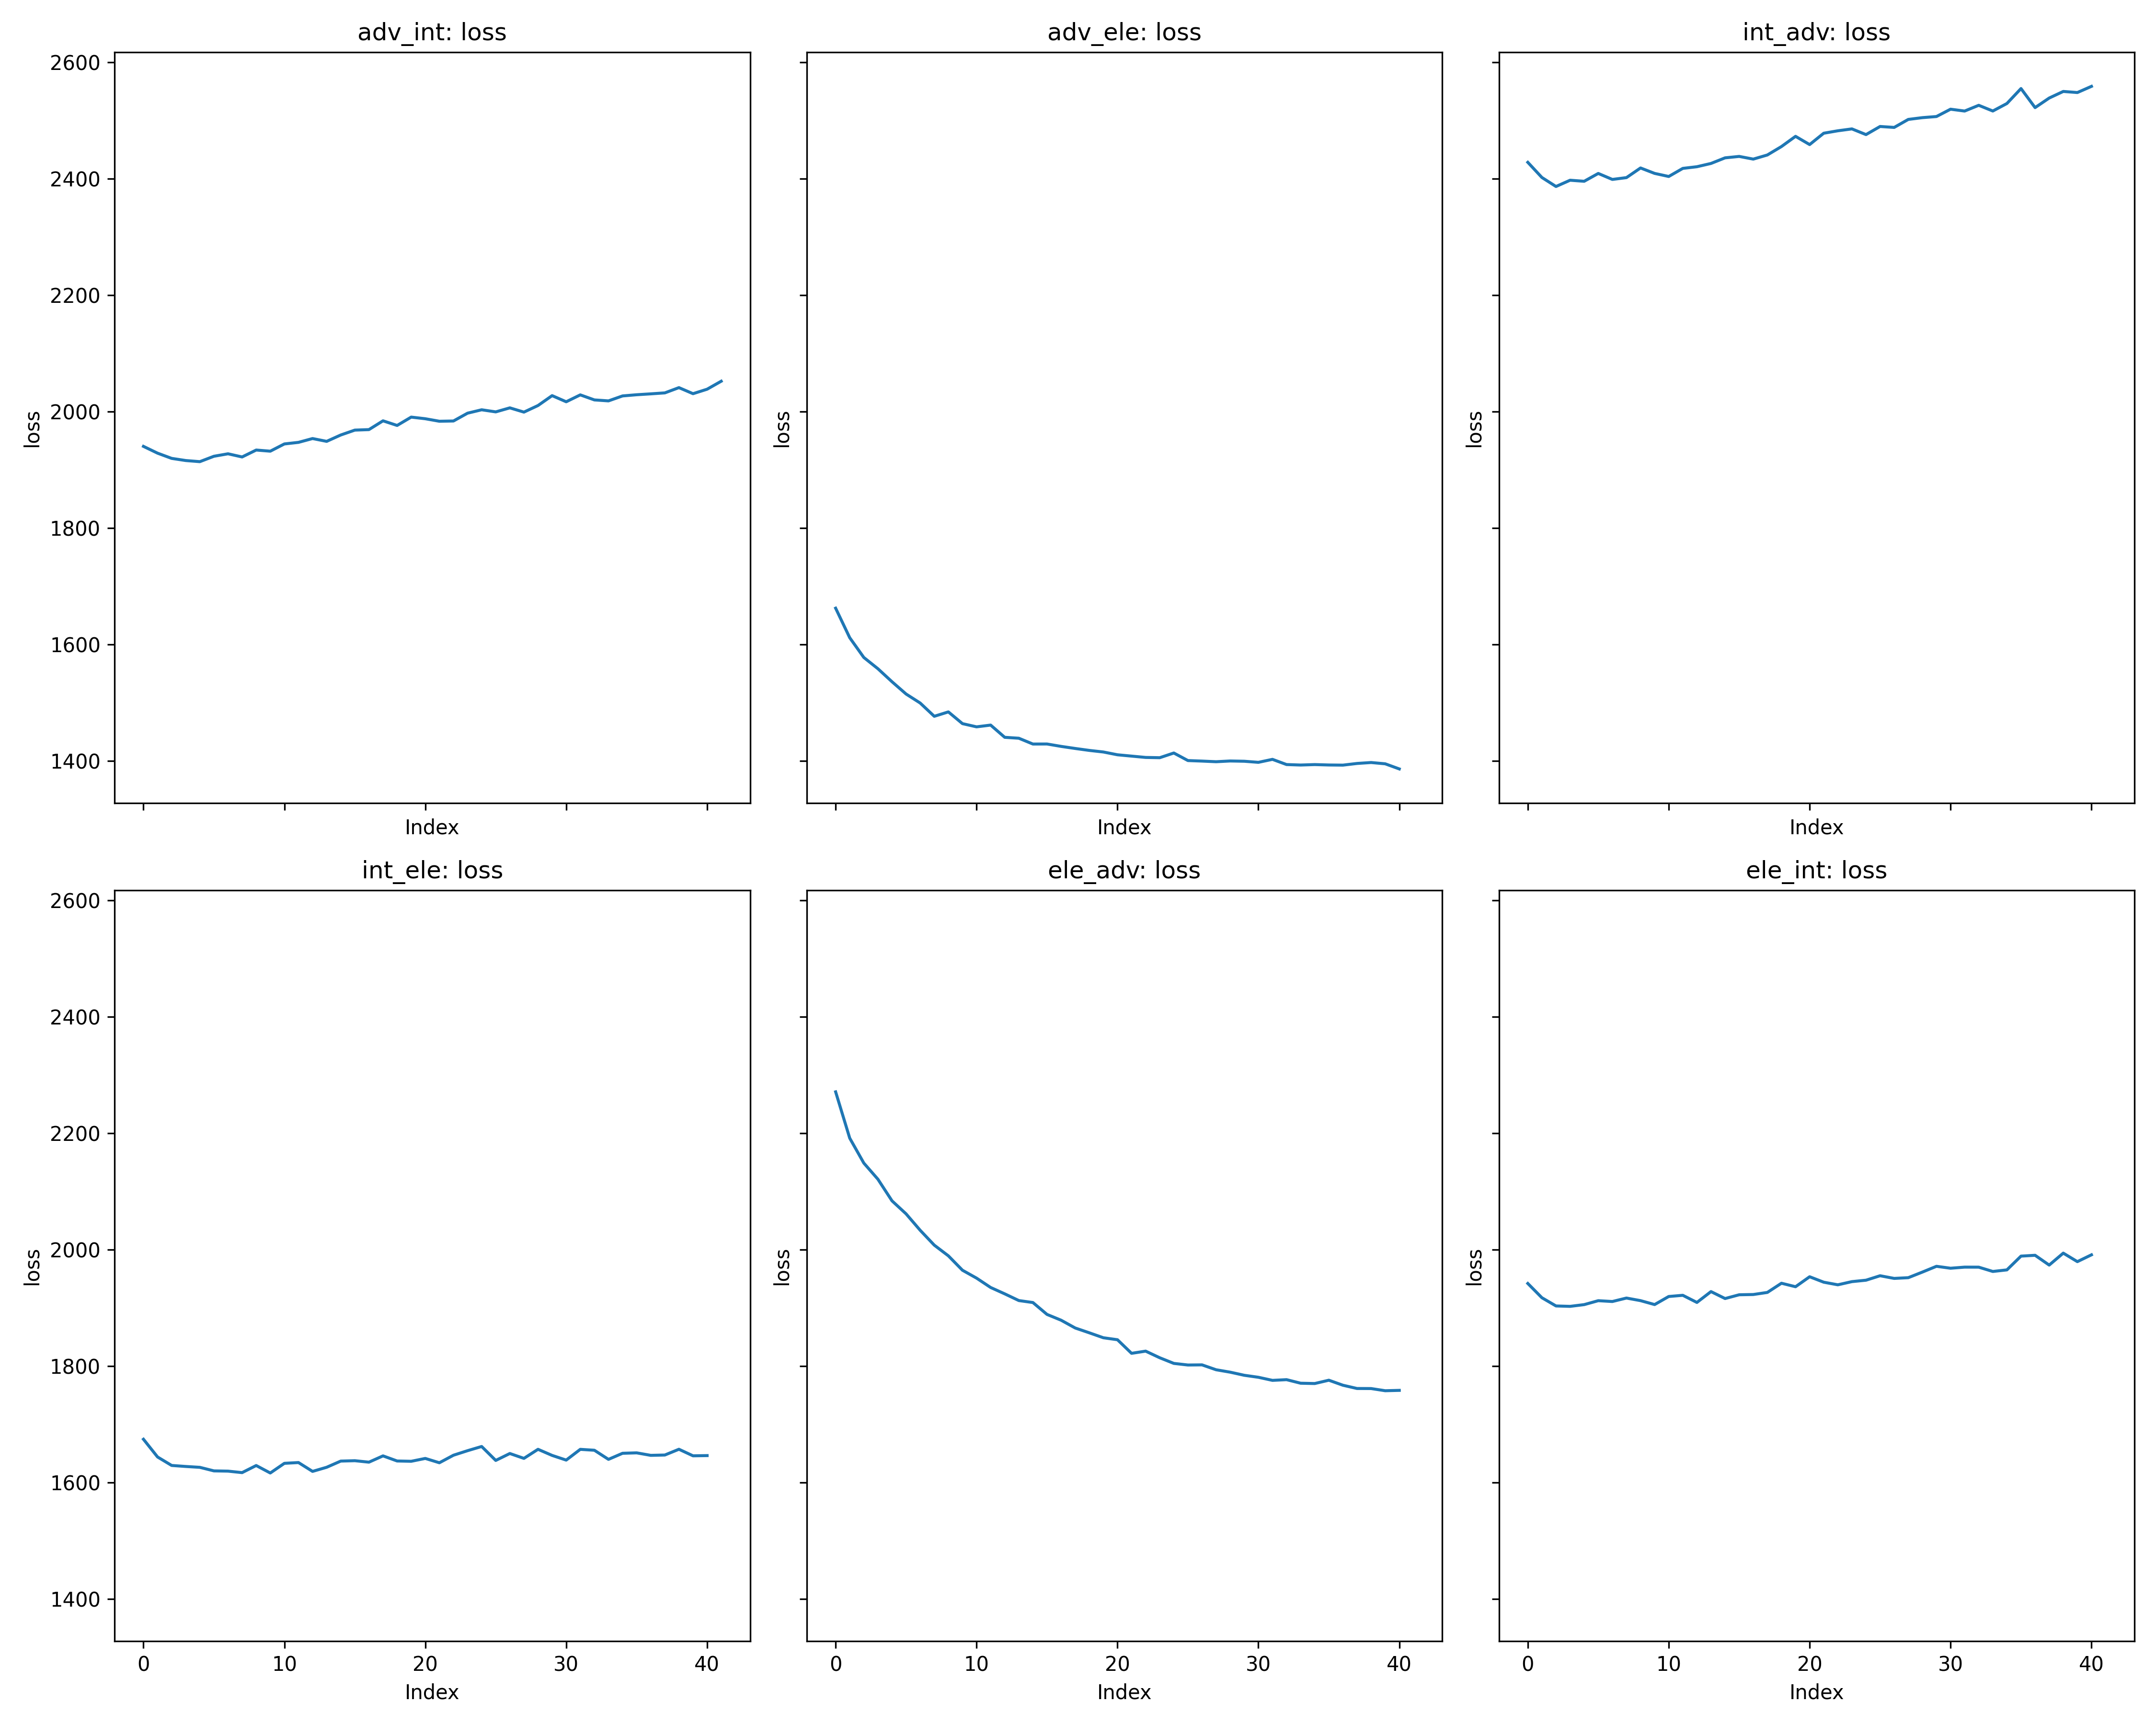 adv_int: loss
adv_ele: loss
int_adv: loss
2600
2400
2200
2000
1800
1600
1400
loss
loss
loss
Index
Index
Index
int_ele: loss
ele_adv: loss
ele_int: loss
2600
2400
2200
2000
1800
1600
1400
loss
loss
loss
0 10 20 30 40
0 10 20 30 40
0 10 20 30 40
Index
Index
Index